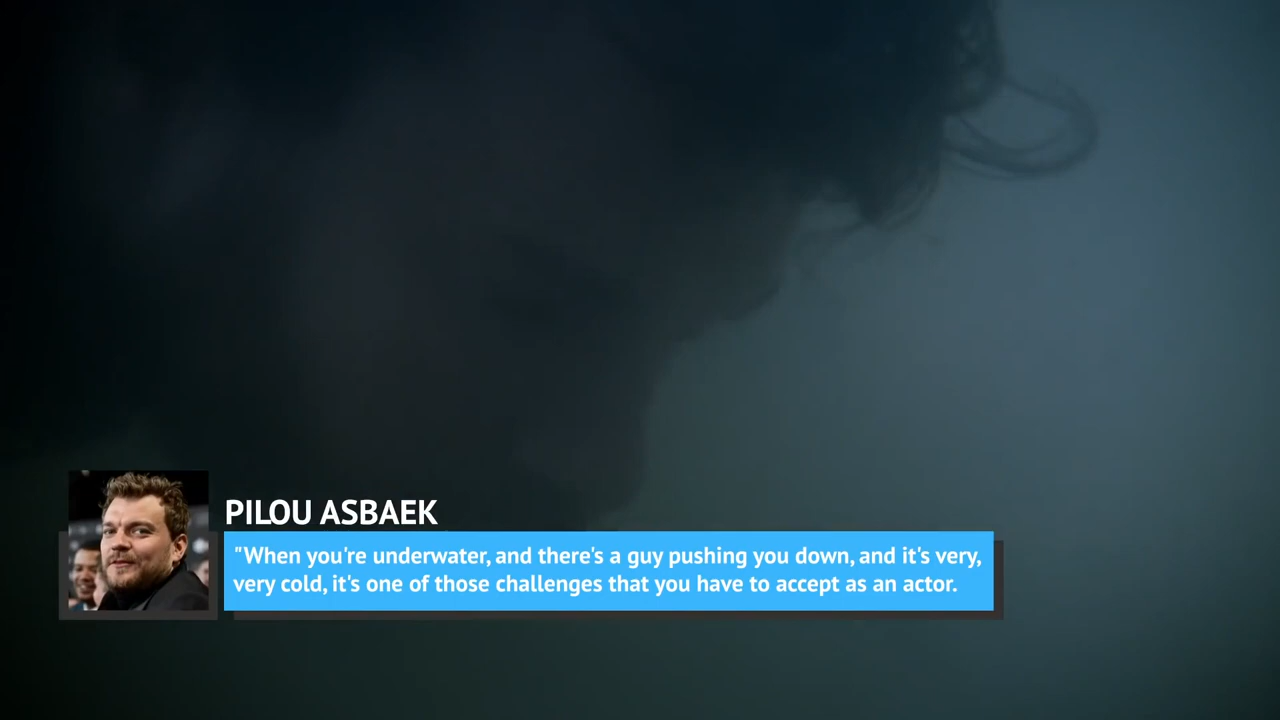 PILOU ASBAEK
"When you're underwater, and there's a guy pushing you down, and it's very,
very cold, it's one of those challenges that you have to accept as an actor.